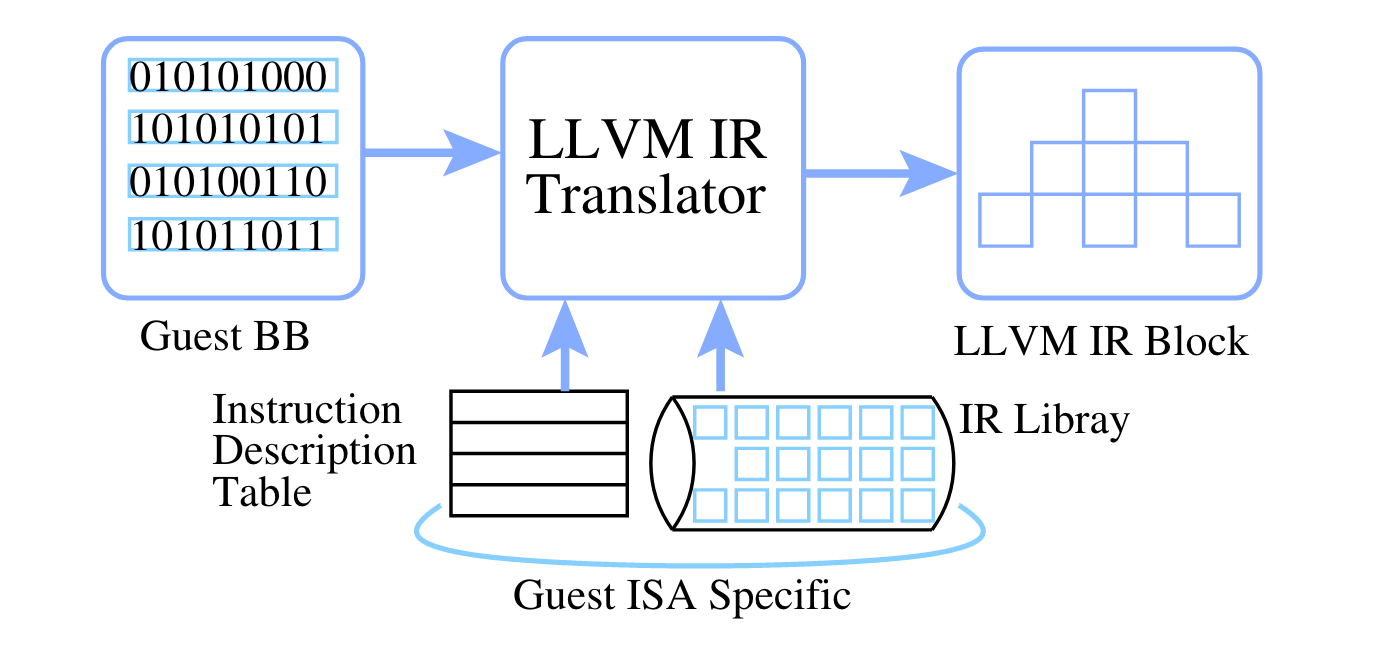 010101000
101010101
010100110
101011011
Guest BB
LLVM IR
Translator
LLVM IR Block
Instruction
Description
Table
IR Libray
Guest ISA Specific